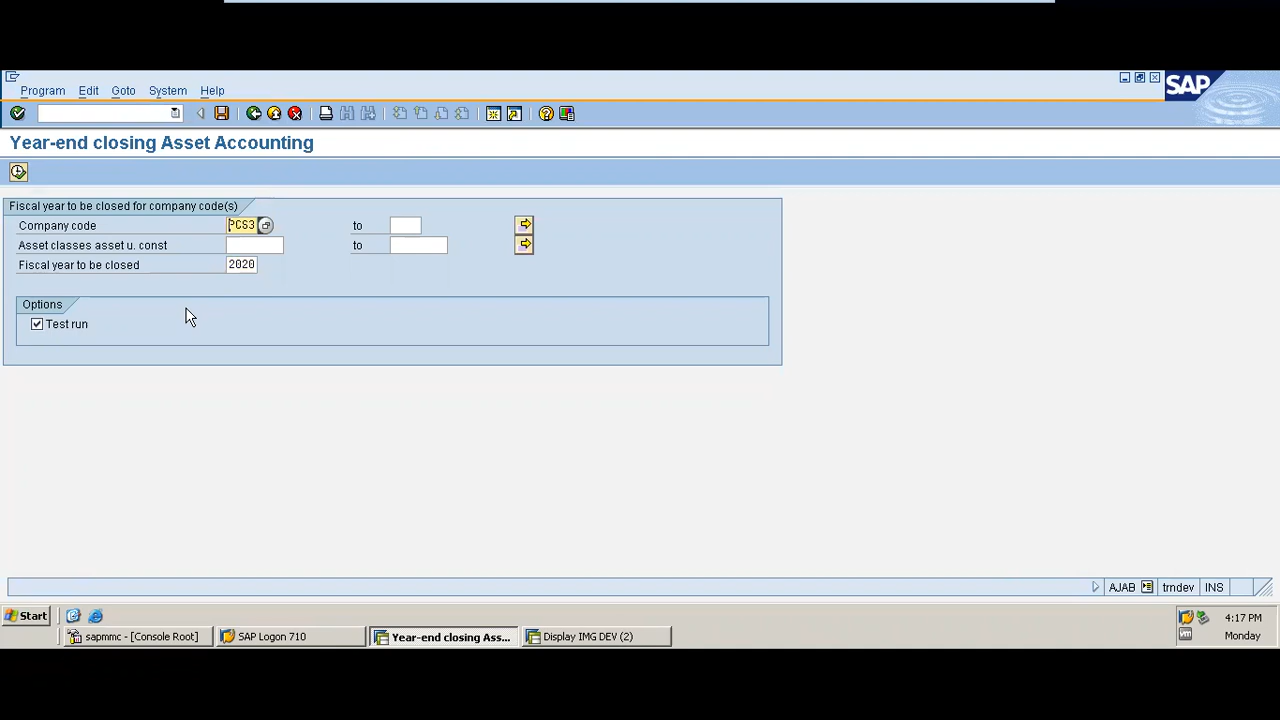 Program Edit Goto System Help
SAP
Year-end closing Asset Accounting
Fiscal year to be closed for company code(s)
Company code PCS3 to
Asset classes asset u. const to
Fiscal year to be closed 2020
Options
Test run
AJAB trndev INS
Start
sapmmc - [Console Root] SAP Logon 710 Year-end closing Ass... Display IMG DEV (2)
4:17 PM
Monday